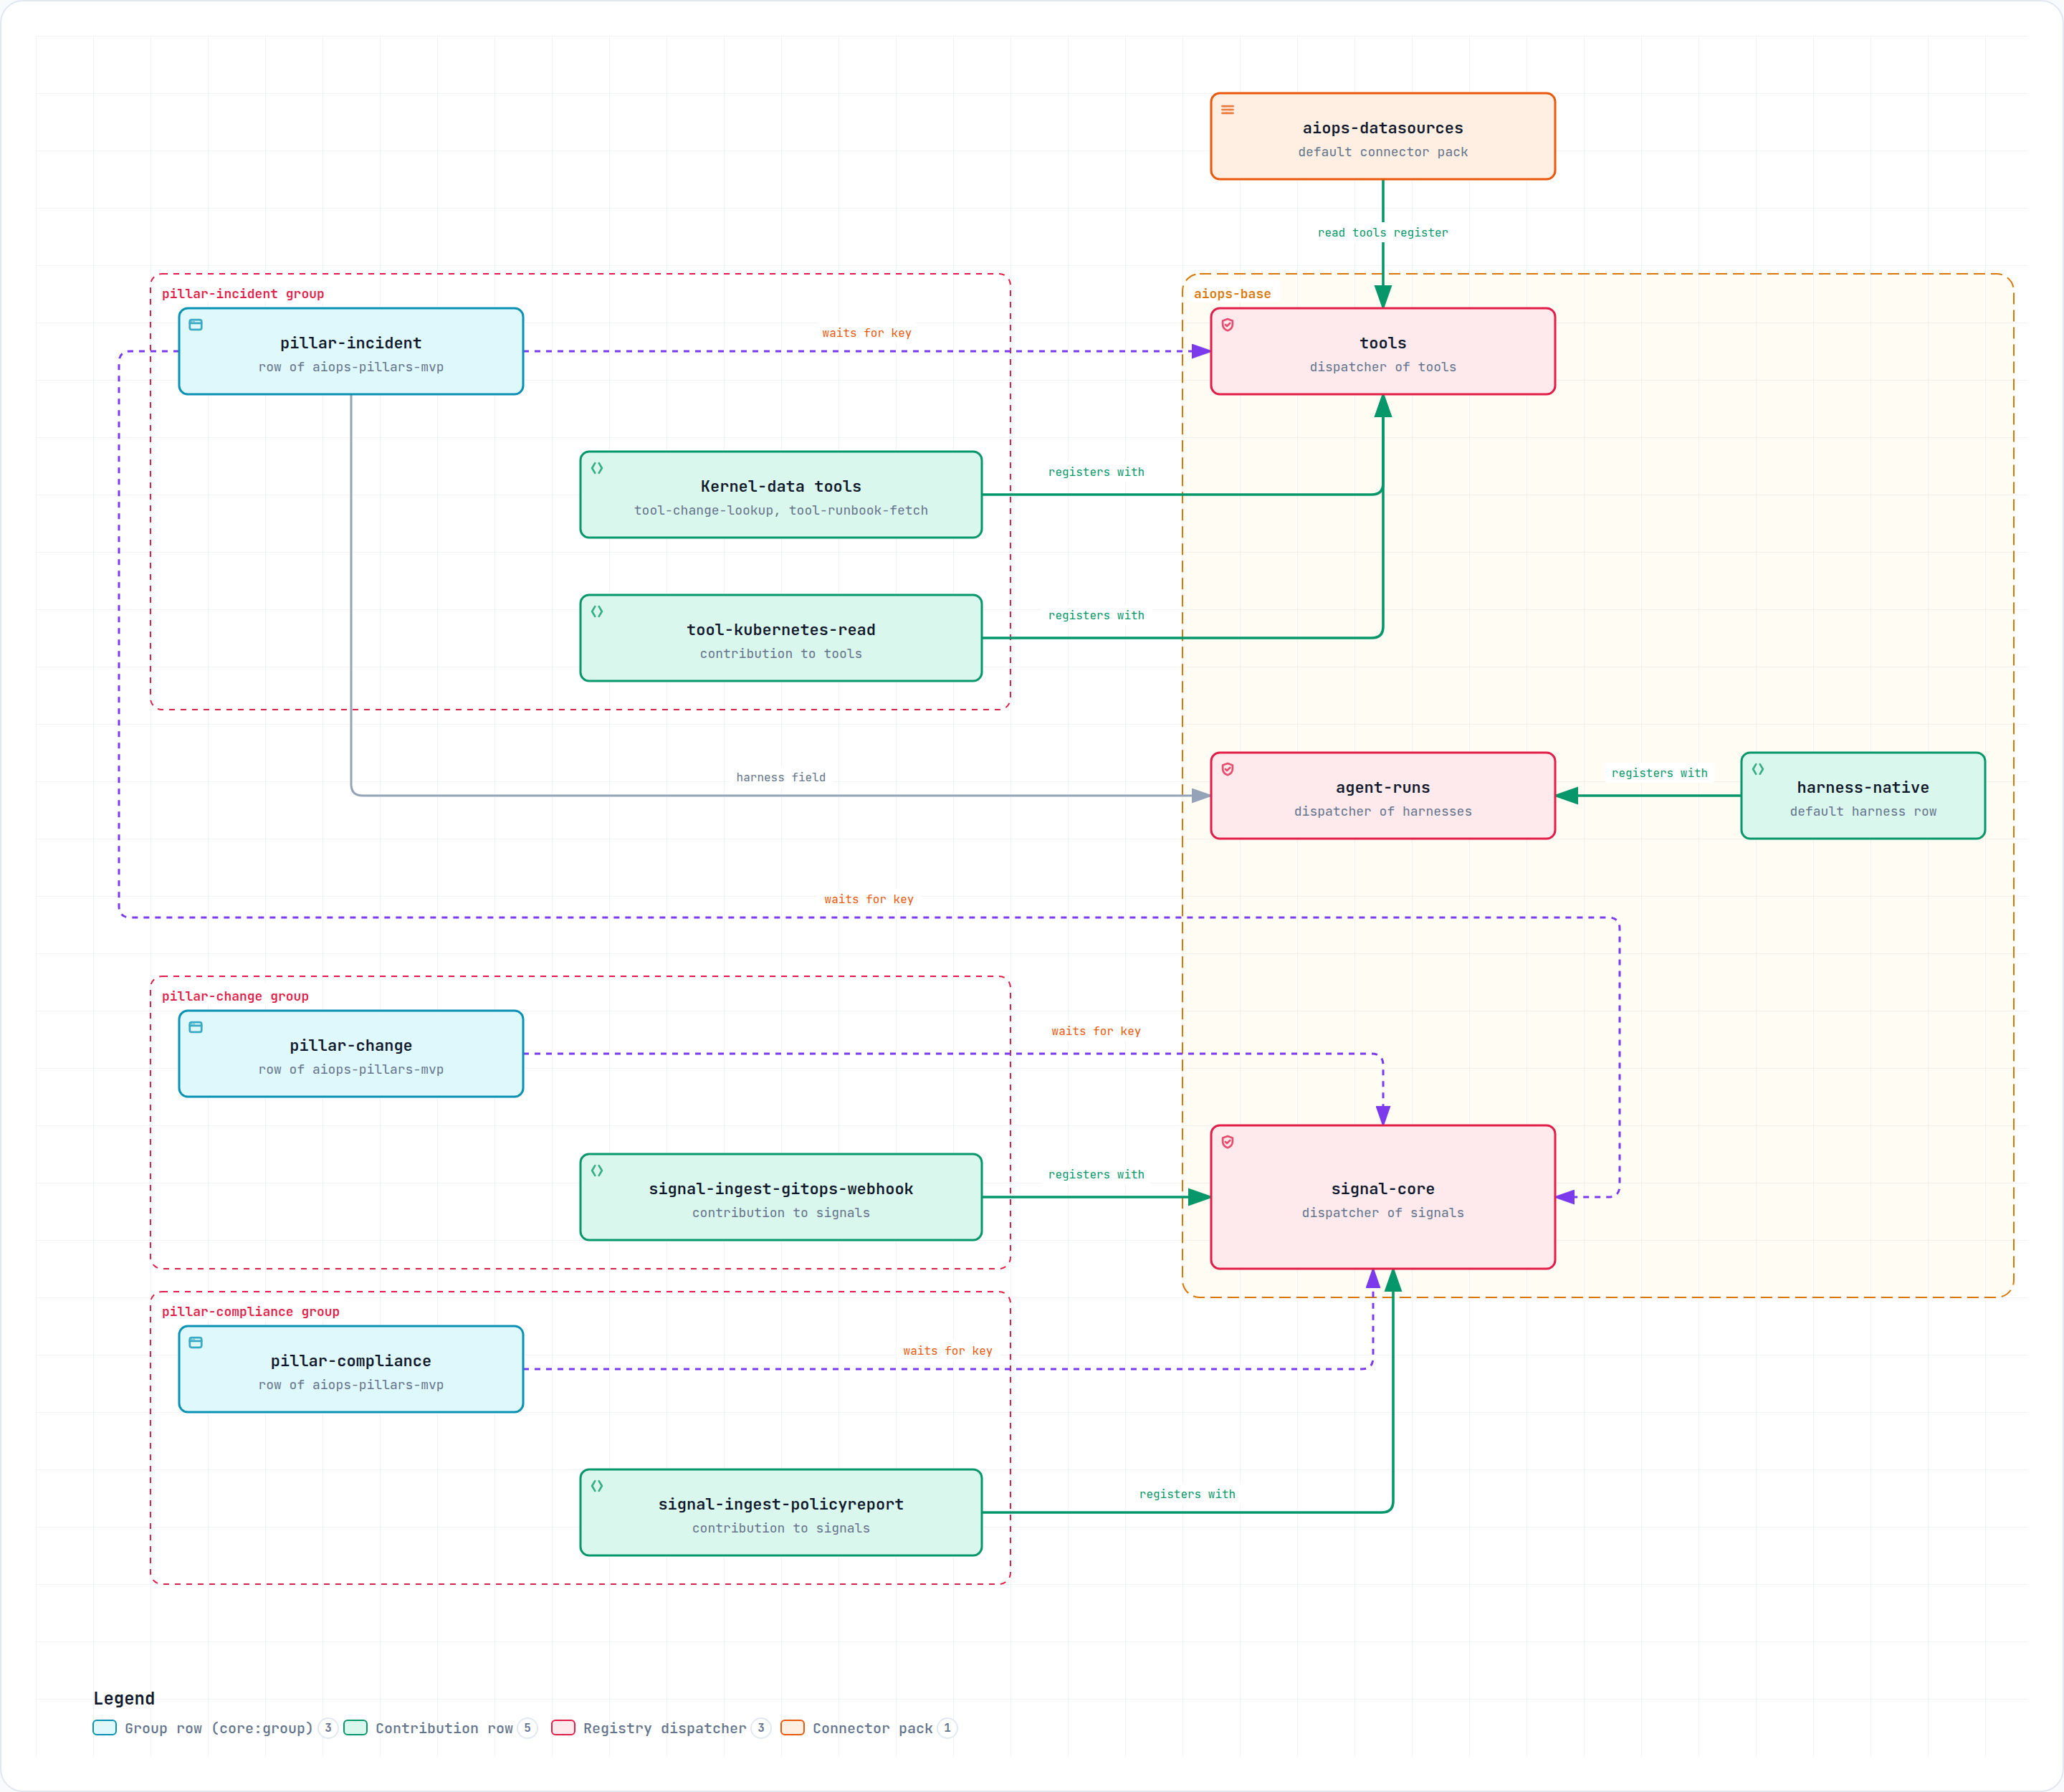 aiops-datasources
default connector pack
read tools register
pillar-incident group
aiops-base
pillar-incident
row of aiops-pillars-mvp
waits for key
tools
dispatcher of tools
Kernel-data tools
tool-change-lookup, tool-runbook-fetch
registers with
tool-kubernetes-read
contribution to tools
registers with
harness field
agent-runs
dispatcher of harnesses
registers with
harness-native
default harness row
waits for key
pillar-change group
pillar-change
row of aiops-pillars-mvp
waits for key
signal-ingest-gitops-webhook
contribution to signals
registers with
signal-core
dispatcher of signals
pillar-compliance group
pillar-compliance
row of aiops-pillars-mvp
waits for key
signal-ingest-policyreport
contribution to signals
registers with
Legend
Group row (core:group) 3 Contribution row 5 Registry dispatcher 3 Connector pack 1